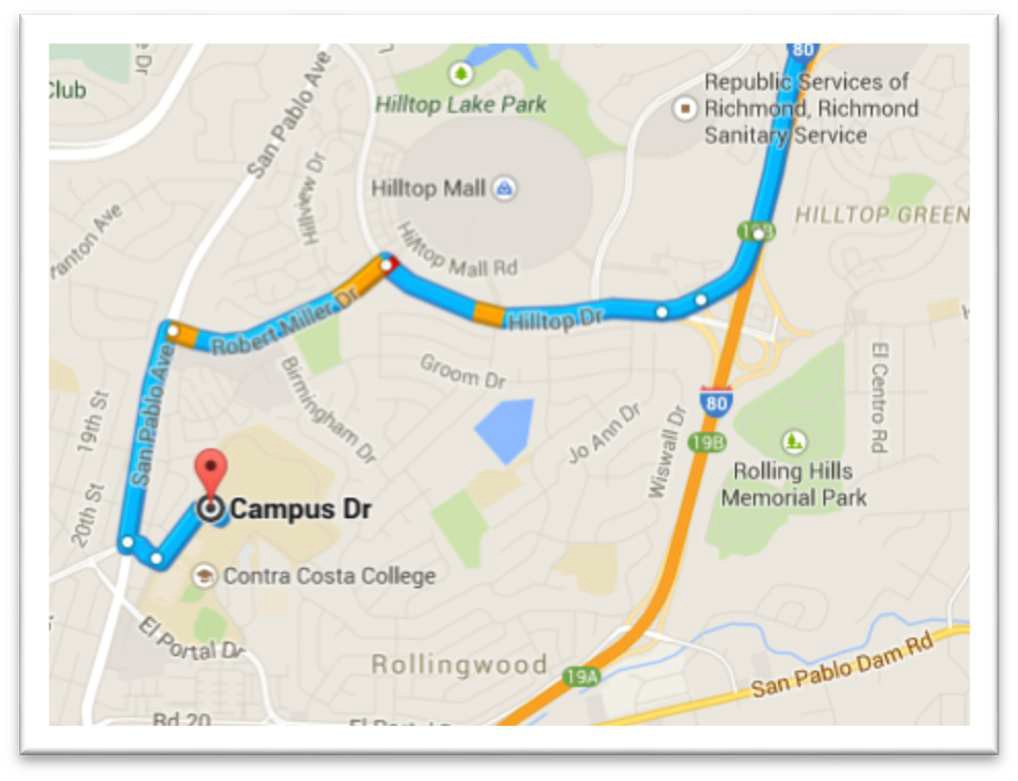 80
Republic Services of
Richmond, Richmond
Sanitary Service
Dr
Club
San Pablo Ave
Hilltop Lake Park
Hillview Dr
Hilltop Mall
HILLTOP GREEN
Hilltop Mall Rd
Robert Miller Dr
Hilltop Dr
San Pablo Ave
Groom Dr
Birmingham Dr
El Centro Rd
80
19B
Jo Ann Dr
Wiswall Dr
19th St
20th St
Rolling Hills
Memorial Park
Campus Dr
Contra Costa College
El Portal Dr
Rollingwood
19A
San Pablo Dam Rd
Rd 20